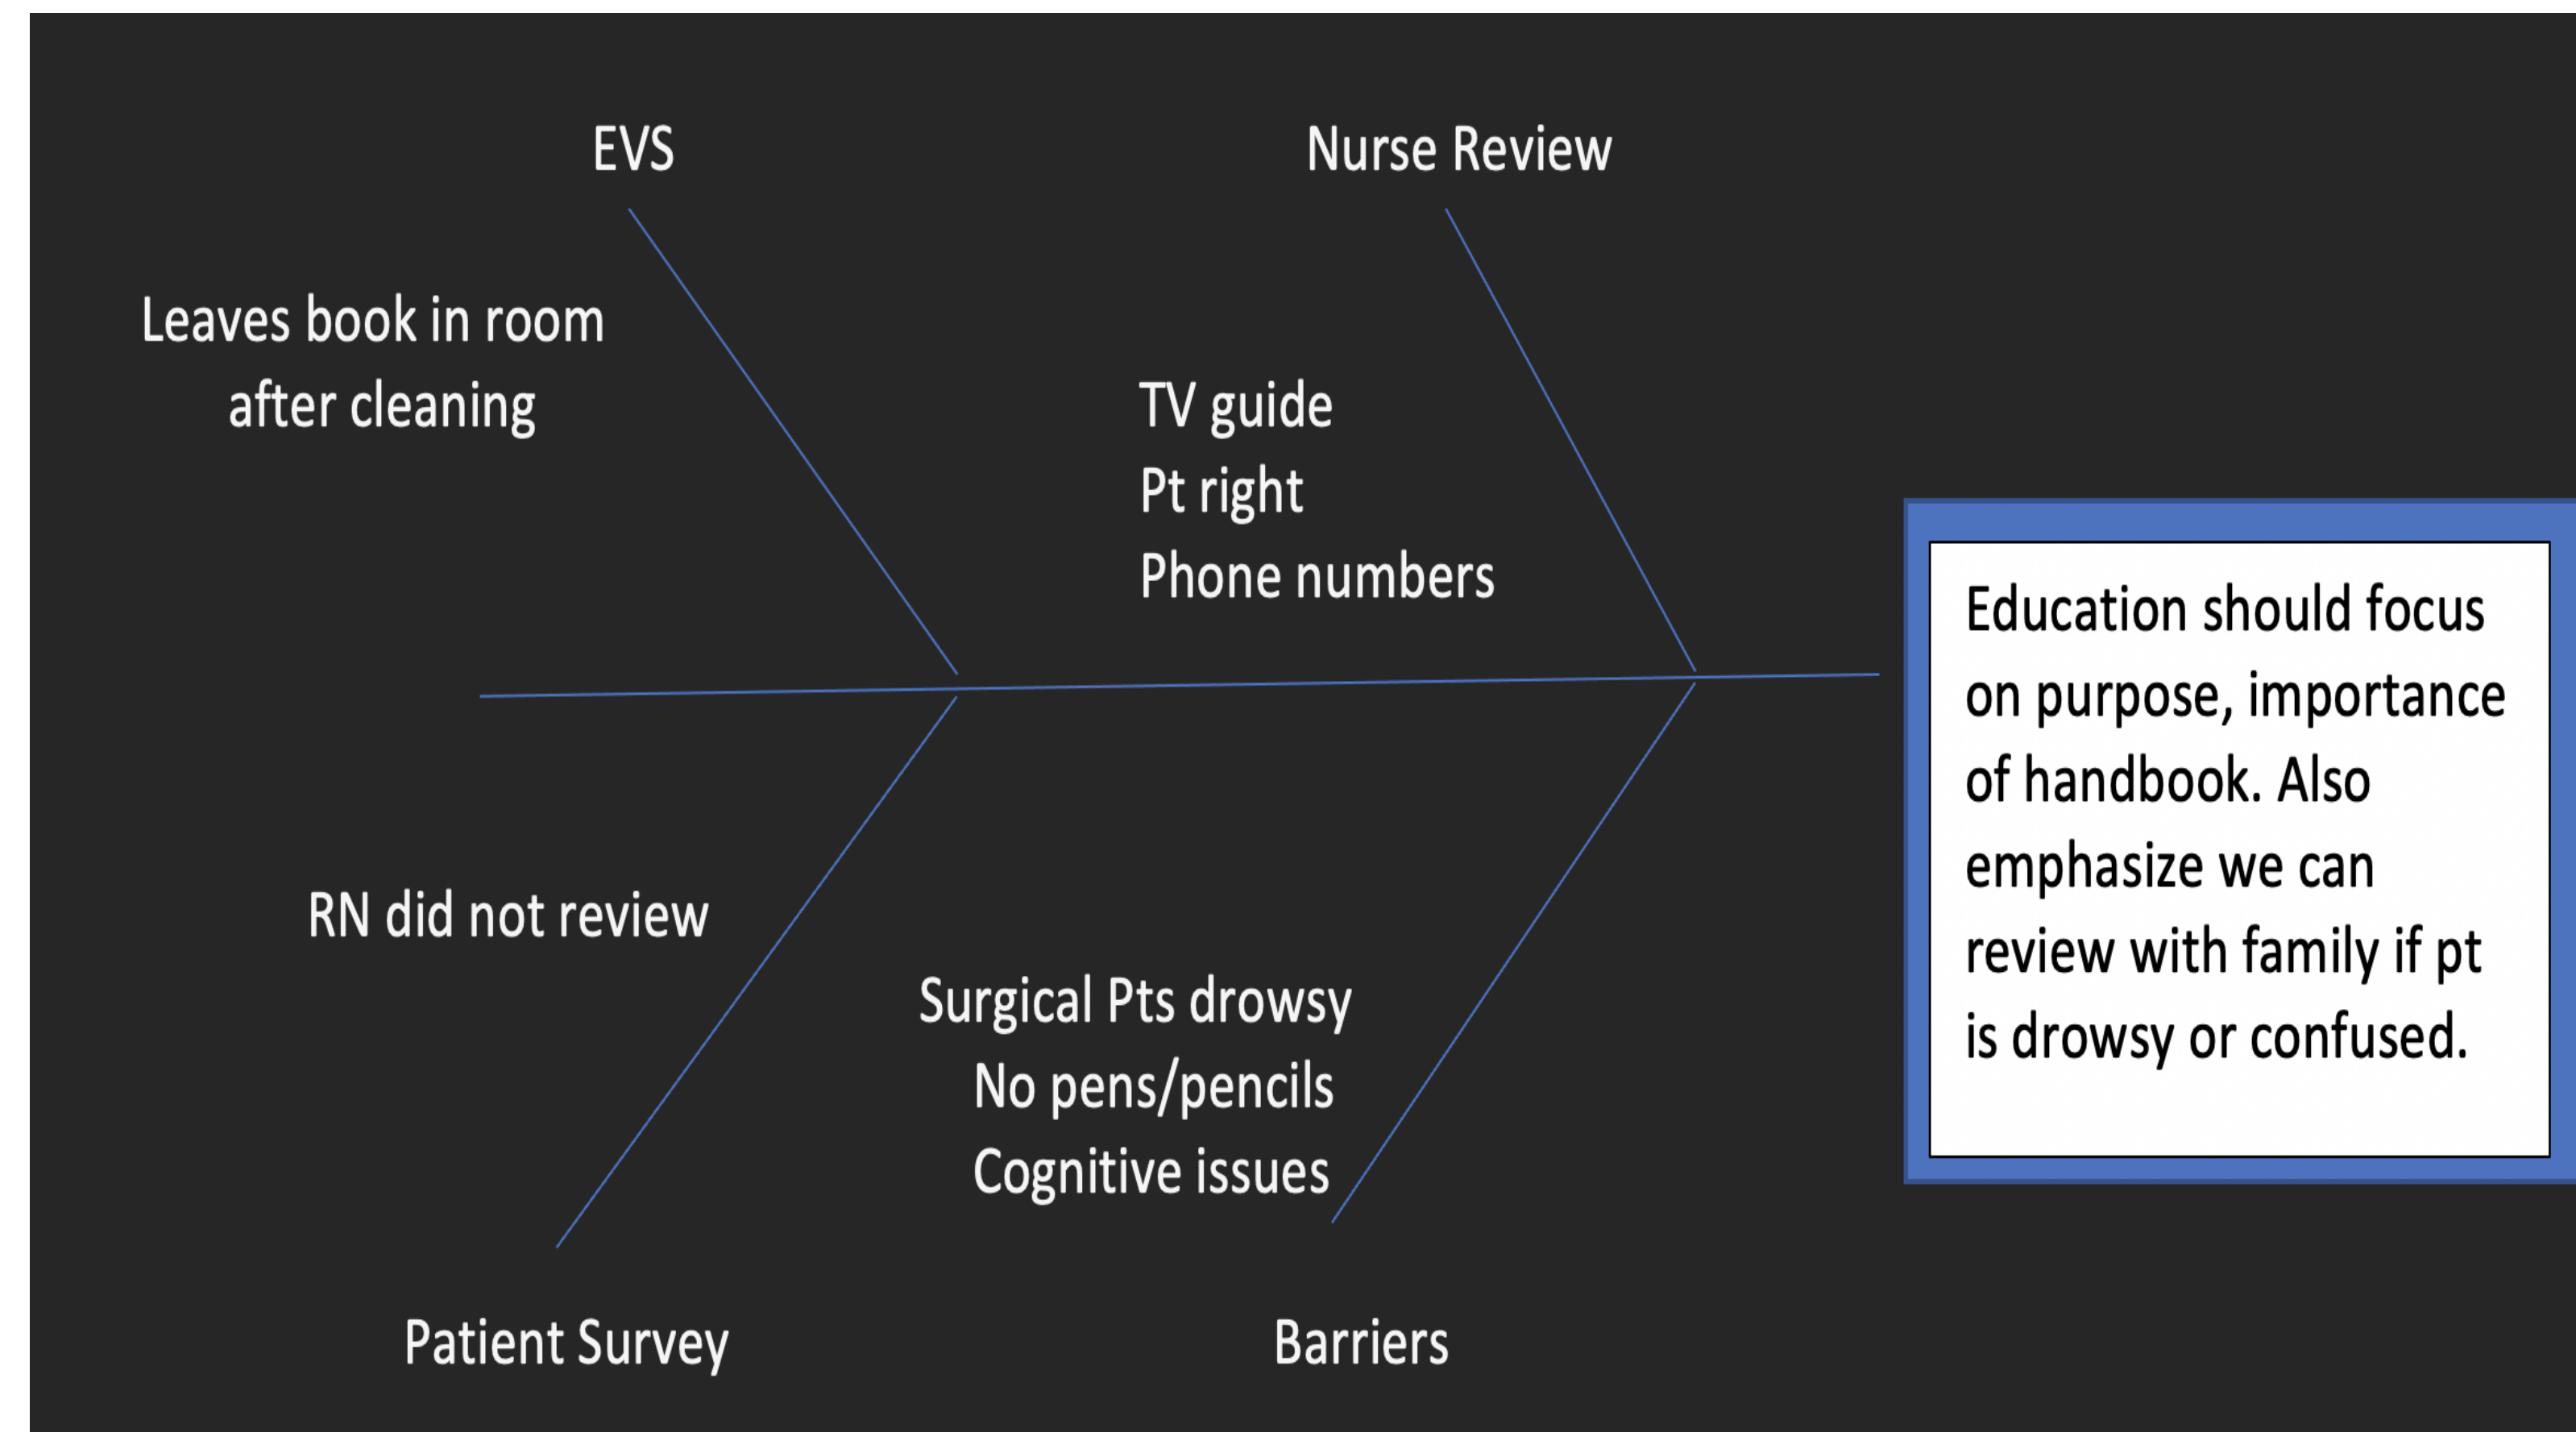 EVS
Nurse Review
Leaves book in room
after cleaning
TV guide
Pt right
Phone numbers
RN did not review
Surgical Pts drowsy
No pens/pencils
Cognitive issues
Patient Survey
Barriers
Education should focus
on purpose, importance
of handbook. Also
emphasize we can
review with family if pt
is drowsy or confused.